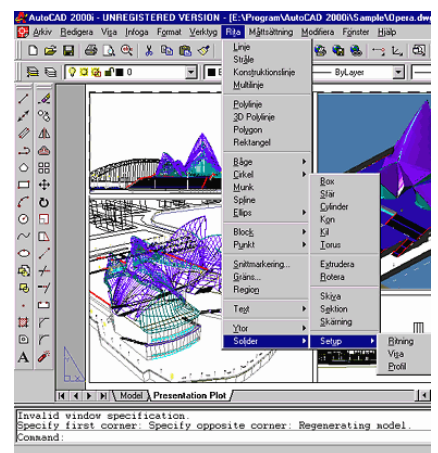 AutoCAD 2000i - UNREGISTERED VERSION - [E:\Program\AutoCAD 2000i\Sample\Opera.dwg
Arkiv Redigera Visa Infoga Format Verktyg Rita Måttsättning Modifiera Fönster Hjälp
0 ByLayer
Linje
Stråle
Konstruktionslinje
Multilinje
Polylinje
3D Polylinje
Polygon
Rektangel
Båge
Cirkel
Munk
Spline
Ellips
Block
Punkt
Snittmarkering...
Gräns...
Region
Text
Ytor
Solider
Box
Sfär
Cylinder
Kon
Kil
Torus
Extrudera
Rotera
Skiva
Sektion
Skärning
Setup
Ritning
Visa
Profil
Model Presentation Plot
Invalid window specification.
Specify first corner: Specify opposite corner: Regenerating model.
Command: